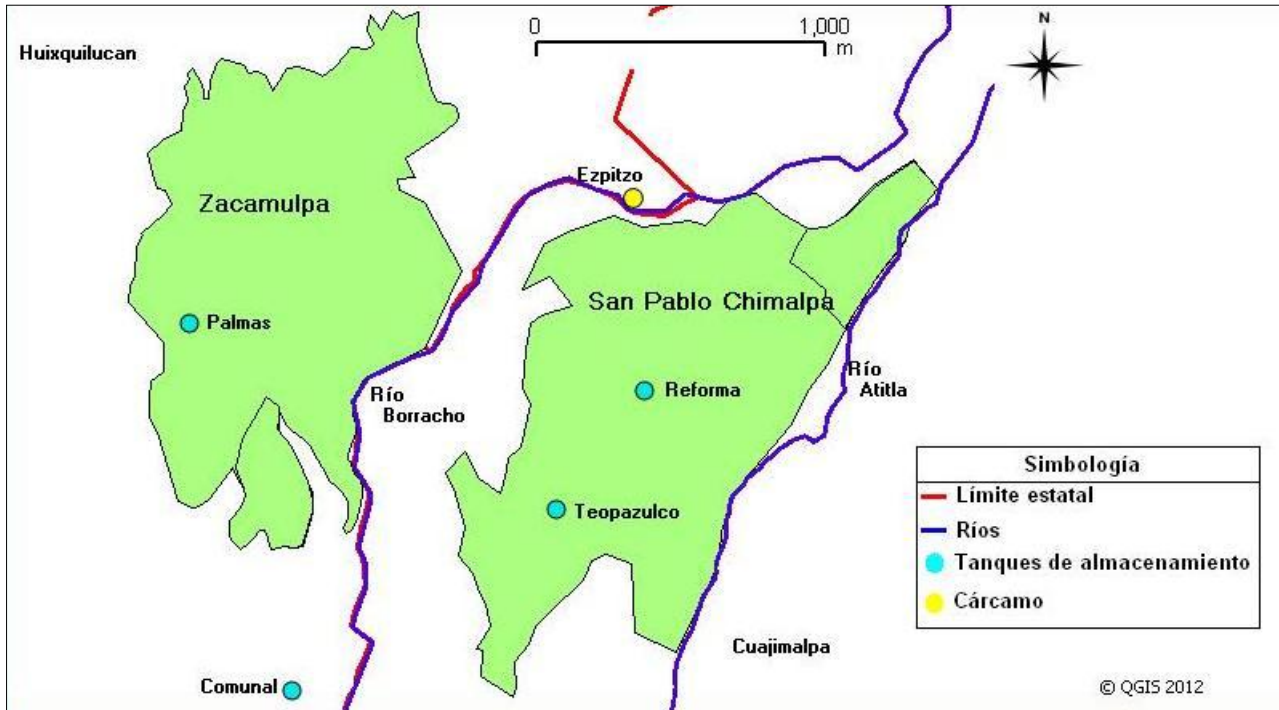 0 1,000
m
N
Huixquilucan
Ezpitzo
Zacamulpa
San Pablo Chimalpa
Palmas
Río
Borracho
Reforma
Río
Atitla
Teopazulco
Cuajimalpa
Comunal
Simbología
Límite estatal
Ríos
Tanques de almacenamiento
Cárcamo
© QGIS 2012